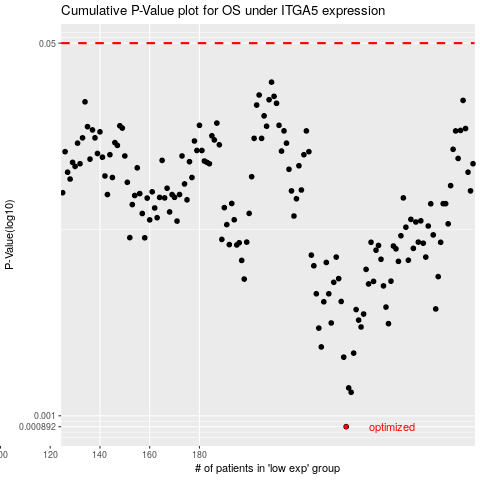 Cumulative P-Value plot for OS under ITGA5 expression
0.05
P-Value(log10)
0.001
0.000892
optimized
00 120 140 160 180
# of patients in 'low exp' group